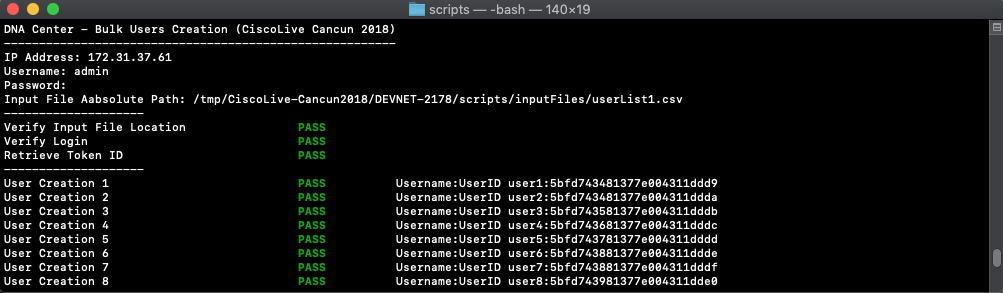 scripts — -bash — 140×19
DNA Center - Bulk Users Creation (CiscoLive Cancun 2018)
--------------------------------------------------------
IP Address: 172.31.37.61
Username: admin
Password:
Input File Aabsolute Path: /tmp/CiscoLive-Cancun2018/DEVNET-2178/scripts/inputFiles/userList1.csv
--------------------
Verify Input File Location PASS
Verify Login PASS
Retrieve Token ID PASS
--------------------
User Creation 1 PASS Username:UserID user1:5bfd743481377e004311ddd9
User Creation 2 PASS Username:UserID user2:5bfd743481377e004311ddda
User Creation 3 PASS Username:UserID user3:5bfd743581377e004311dddb
User Creation 4 PASS Username:UserID user4:5bfd743681377e004311dddc
User Creation 5 PASS Username:UserID user5:5bfd743781377e004311dddd
User Creation 6 PASS Username:UserID user6:5bfd743881377e004311ddde
User Creation 7 PASS Username:UserID user7:5bfd743881377e004311dddf
User Creation 8 PASS Username:UserID user8:5bfd743981377e004311dde0